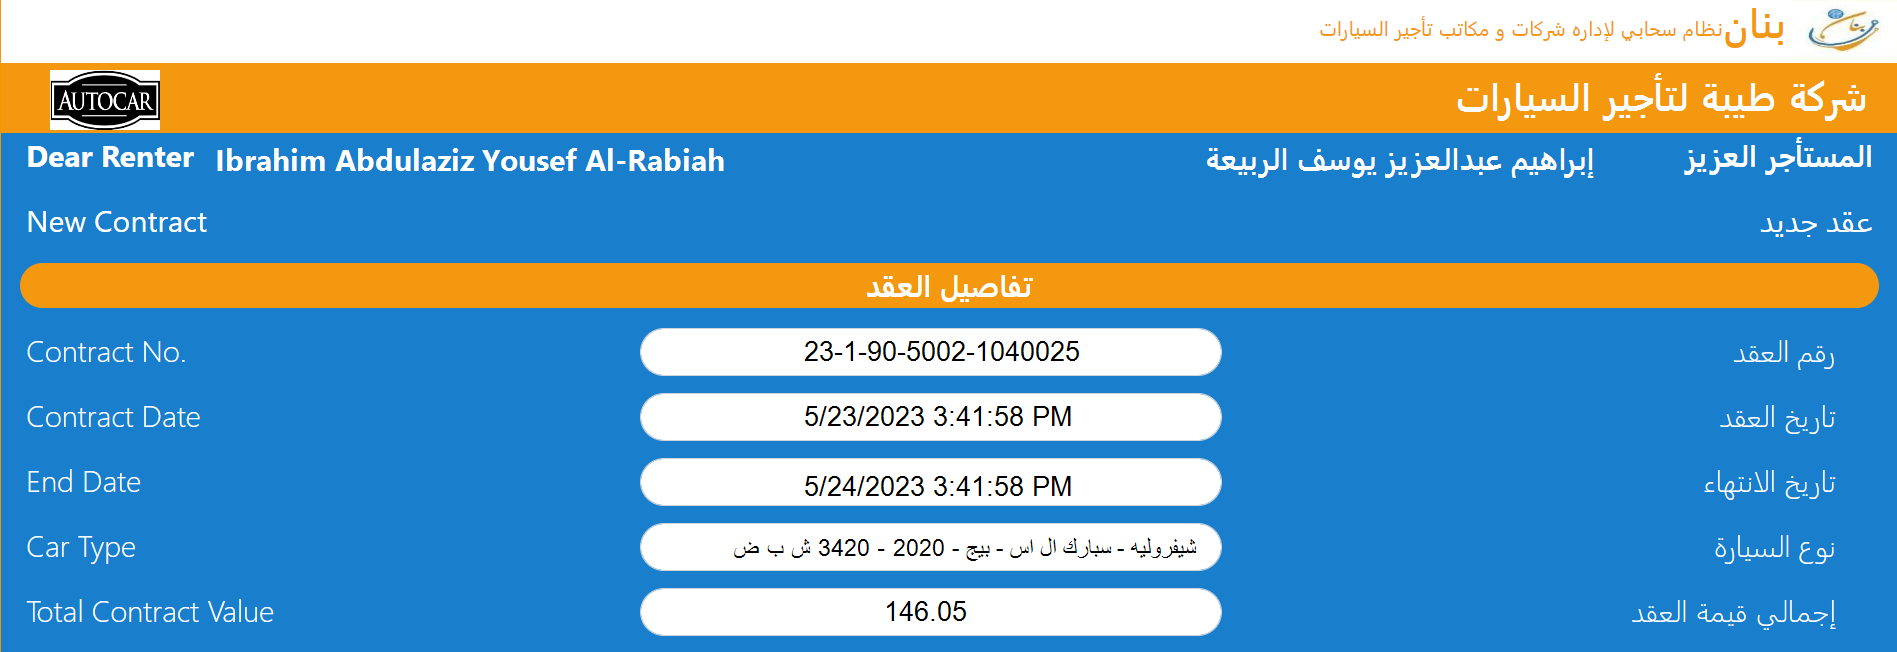 بنان نظام سحابي لإداره شركات و مكاتب تأجير السيارات
شركة طيبة لتأجير السيارات
AUTOCAR
Dear Renter Ibrahim Abdulaziz Yousef Al-Rabiah
المستأجر العزيز إبراهيم عبدالعزيز يوسف الربيعة
New Contract عقد جديد
تفاصيل العقد
Contract No. 23-1-90-5002-1040025 رقم العقد
Contract Date 5/23/2023 3:41:58 PM تاريخ العقد
End Date 5/24/2023 3:41:58 PM تاريخ الانتهاء
Car Type شيفروليه - سبارك ال اس - بيج - 2020 - 3420 ش ب ض نوع السيارة
Total Contract Value 146.05 إجمالي قيمة العقد